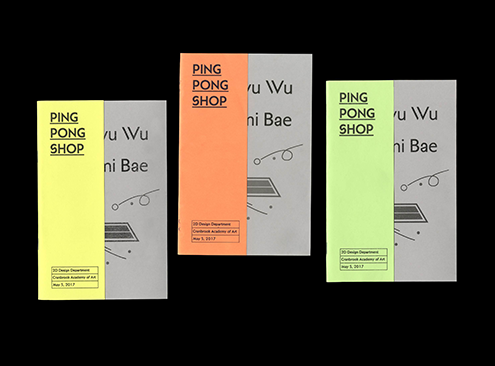 PING
PONG
SHOP
yu Wu
mi Bae
2D Design Department
Cranbrook Academy of Art
May 5, 2017
PING
PONG
SHOP
yu Wu
mi Bae
2D Design Department
Cranbrook Academy of Art
May 5, 2017
PING
PONG
SHOP
yu Wu
mi Bae
2D Design Department
Cranbrook Academy of Art
May 5, 2017